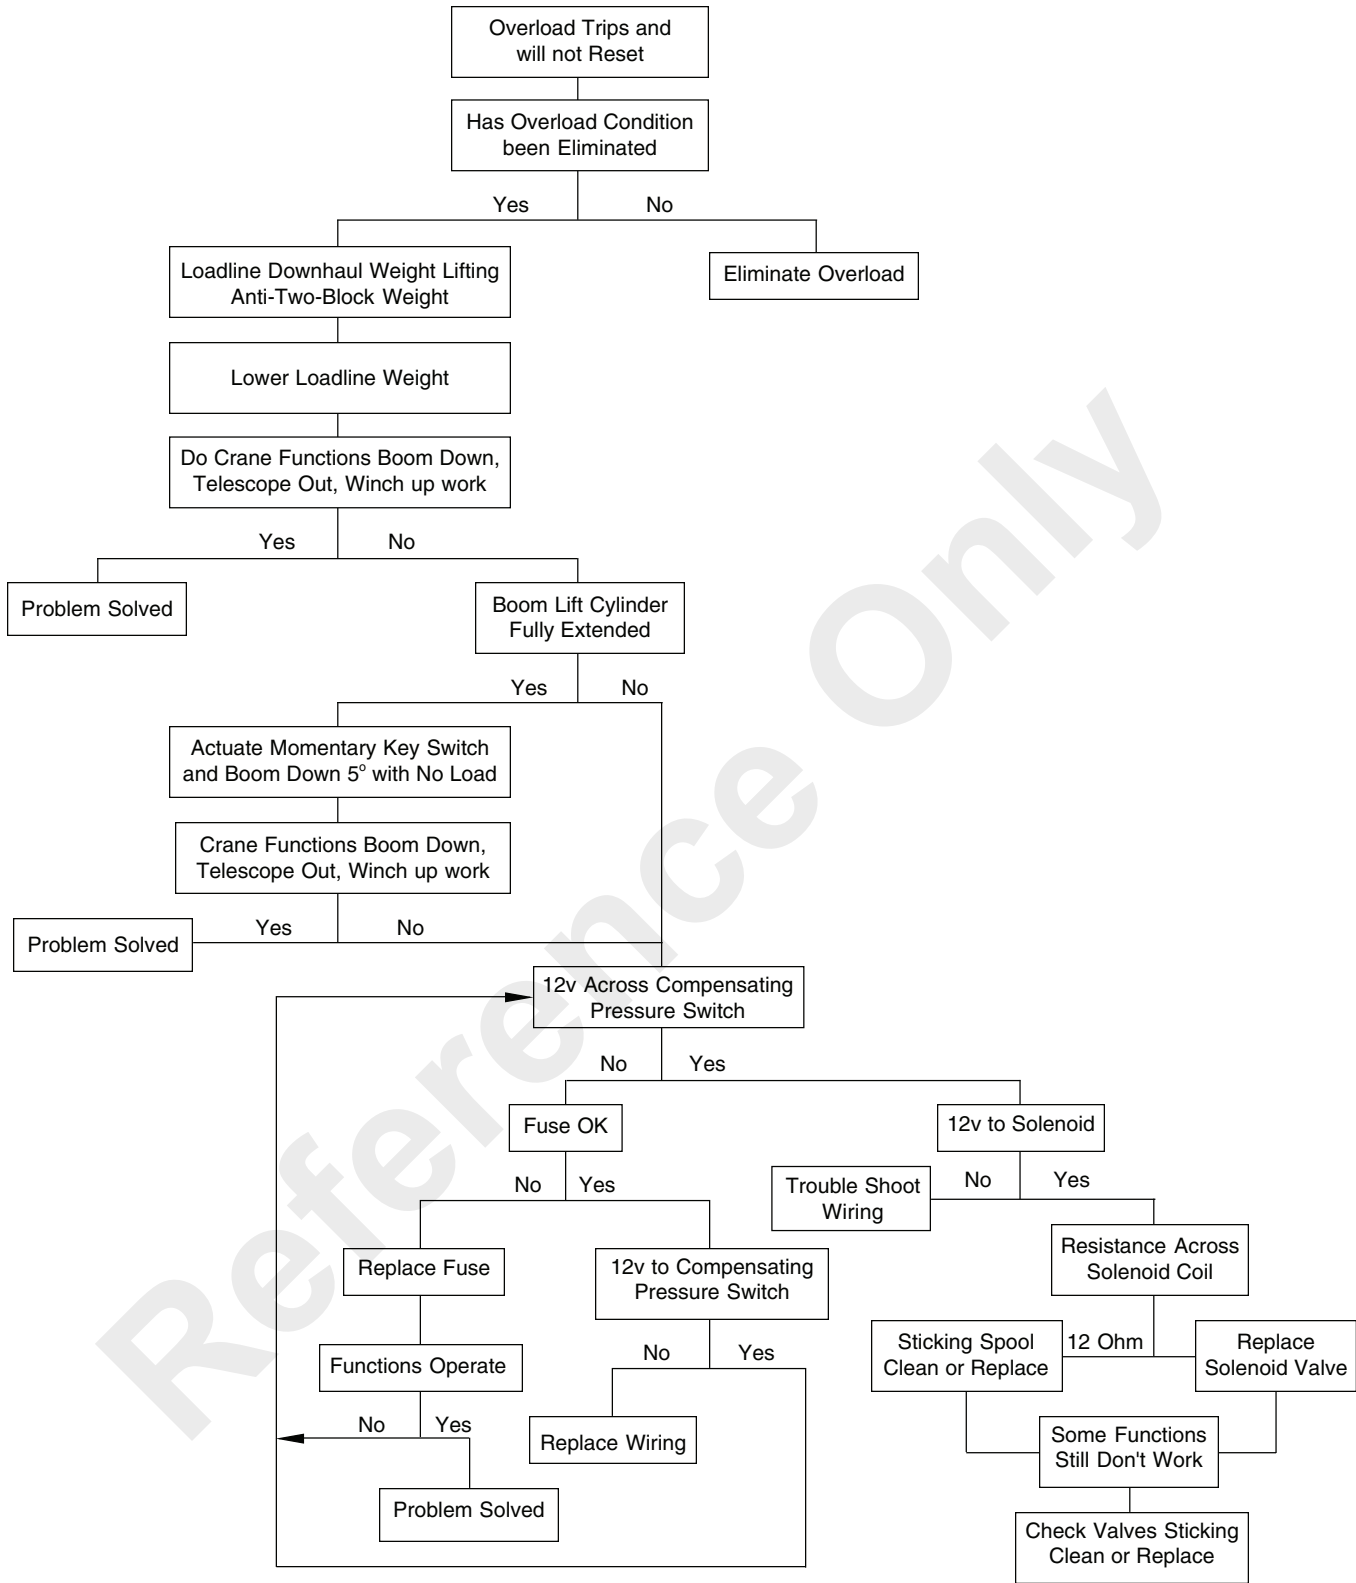 Overload Trips and
will not Reset
Has Overload Condition
been Eliminated
Yes
No
Loadline Downhaul Weight Lifting
Anti-Two-Block Weight
Eliminate Overload
Lower Loadline Weight
Do Crane Functions Boom Down,
Telescope Out, Winch up work
Yes
No
Problem Solved
Boom Lift Cylinder
Fully Extended
Yes
No
Actuate Momentary Key Switch
and Boom Down 5° with No Load
Crane Functions Boom Down,
Telescope Out, Winch up work
Problem Solved
Yes
No
12v Across Compensating
Pressure Switch
No
Yes
Fuse OK
12v to Solenoid
No
Yes
Trouble Shoot
Wiring
No
Yes
Replace Fuse
12v to Compensating
Pressure Switch
Resistance Across
Solenoid Coil
Functions Operate
No
Yes
Sticking Spool
Clean or Replace
12 Ohm
Replace
Solenoid Valve
No
Yes
Replace Wiring
Some Functions
Still Don't Work
Problem Solved
Check Valves Sticking
Clean or Replace
Reference Only